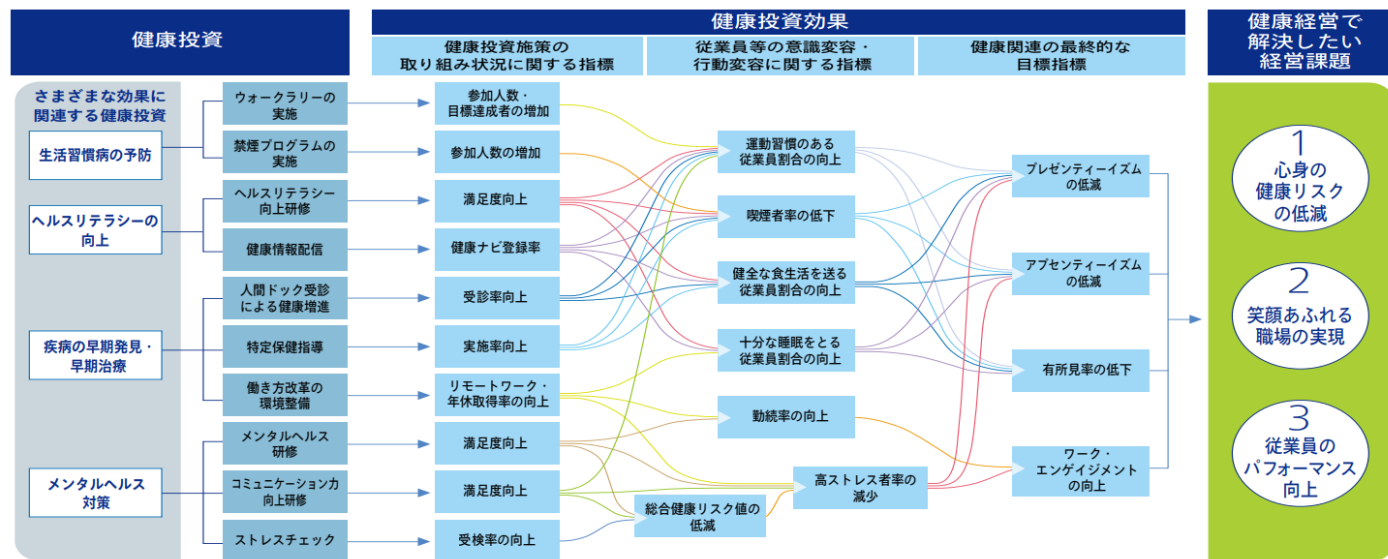 健康投資
健康投資効果
健康投資施策の
取り組み状況に関する指標
従業員等の意識変容・
行動変容に関する指標
健康関連の最終的な
目標指標
健康経営で
解決したい
経営課題
さまざまな効果に
関連する健康投資
生活習慣病の予防
ヘルスリテラシーの
向上
疾病の早期発見・
早期治療
メンタルヘルス
対策
ウォークラリーの
実施
禁煙プログラムの
実施
ヘルスリテラシー
向上研修
健康情報配信
人間ドック受診
による健康増進
特定保健指導
働き方改革の
環境整備
メンタルヘルス
研修
コミュニケーション力
向上研修
ストレスチェック
参加人数・
目標達成者の増加
参加人数の増加
満足度向上
健康ナビ登録率
受診率向上
実施率向上
リモートワーク・
年休取得率の向上
満足度向上
満足度向上
受検率の向上
運動習慣のある
従業員割合の向上
喫煙者率の低下
健全な食生活を送る
従業員割合の向上
十分な睡眠をとる
従業員割合の向上
勤続率の向上
高ストレス者率の
減少
総合健康リスク値の
低減
プレゼンティーイズム
の低減
アブセンティーイズム
の低減
有所見率の低下
ワーク・
エンゲイジメント
の向上
1
心身の
健康リスク
の低減
2
笑顔あふれる
職場の実現
3
従業員の
パフォーマンス
向上